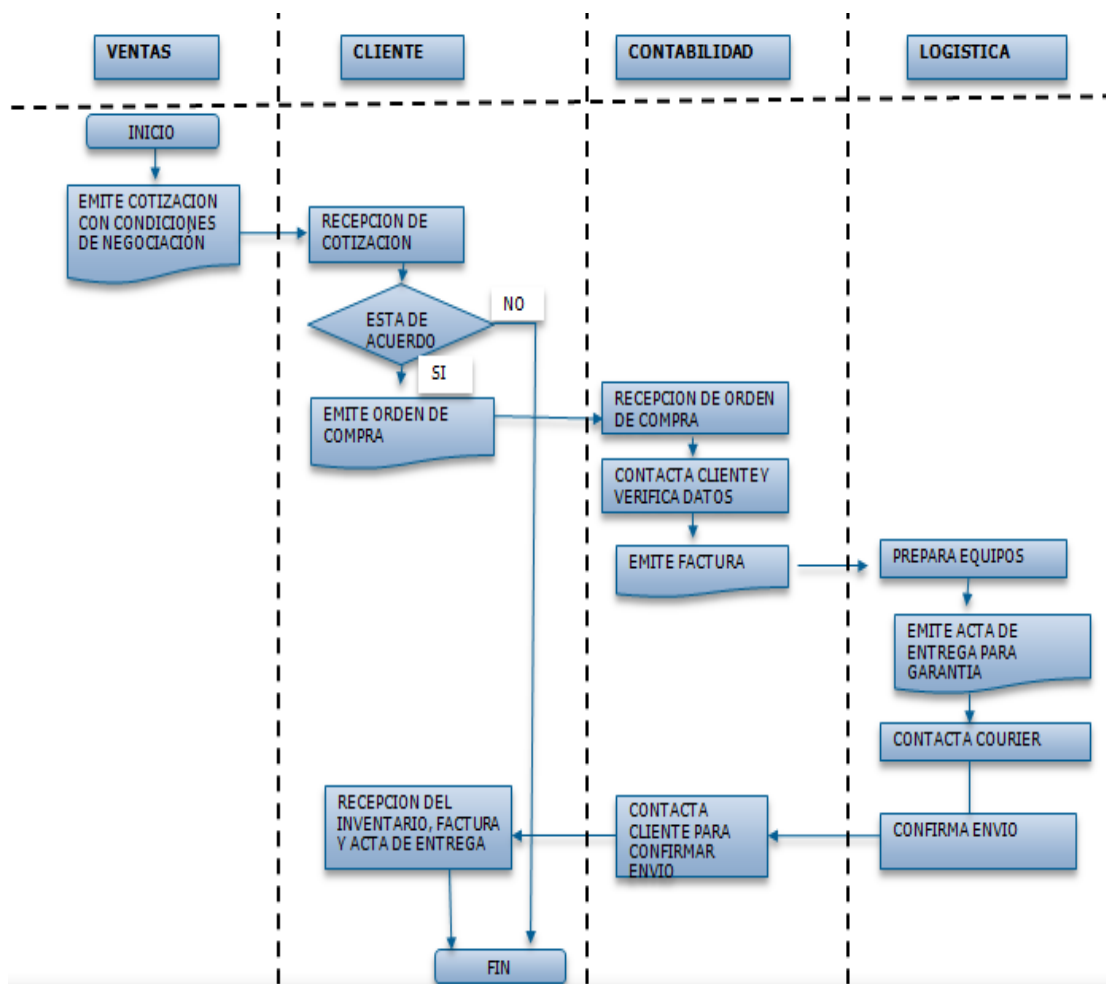 VENTAS
CLIENTE
CONTABILIDAD
LOGISTICA
INICIO
EMITE COTIZACION
CON CONDICIONES
DE NEGOCIACIÓN
RECEPCION DE
COTIZACION
ESTA DE
ACUERDO
NO
SI
EMITE ORDEN DE
COMPRA
RECEPCION DE ORDEN
DE COMPRA
CONTACTA CLIENTE Y
VERIFICA DATOS
EMITE FACTURA
PREPARA EQUIPOS
EMITE ACTA DE
ENTREGA PARA
GARANTIA
CONTACTA COURIER
CONFIRMA ENVIO
CONTACTA
CLIENTE PARA
CONFIRMAR
ENVIO
RECEPCION DEL
INVENTARIO, FACTURA
Y ACTA DE ENTREGA
FIN